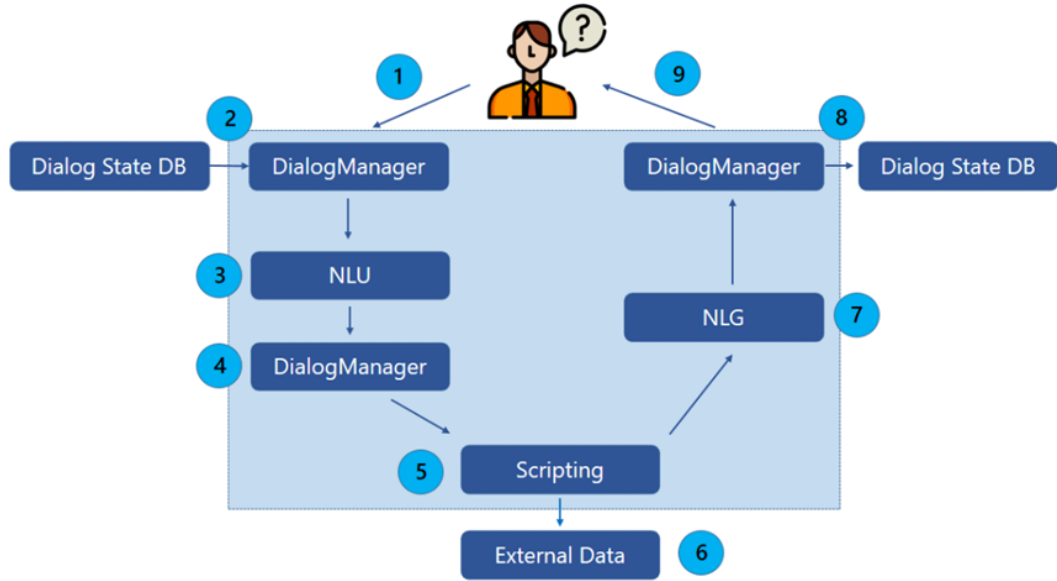 ?
1
9
2
8
Dialog State DB
DialogManager
DialogManager
Dialog State DB
3
NLU
7
NLG
4
DialogManager
5
Scripting
External Data
6